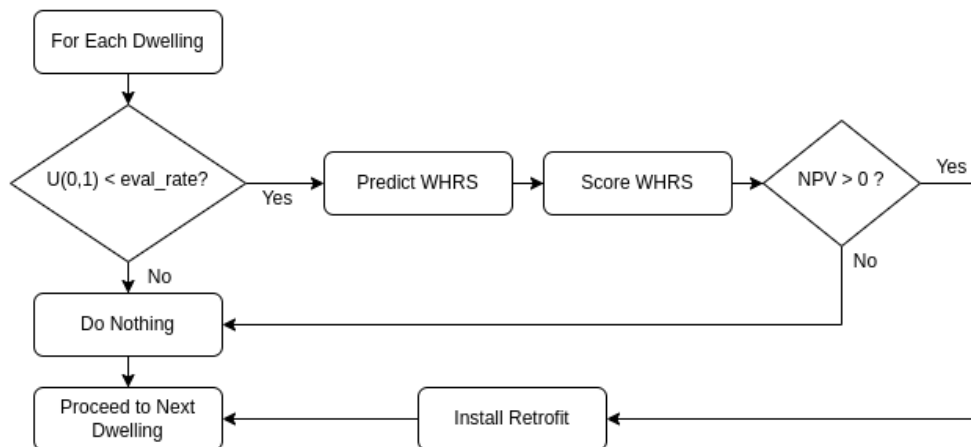 For Each Dwelling
U(0,1) < eval_rate?
Yes
Predict WHRS
Score WHRS
NPV > 0 ?
Yes
No
No
Do Nothing
Proceed to Next
Dwelling
Install Retrofit